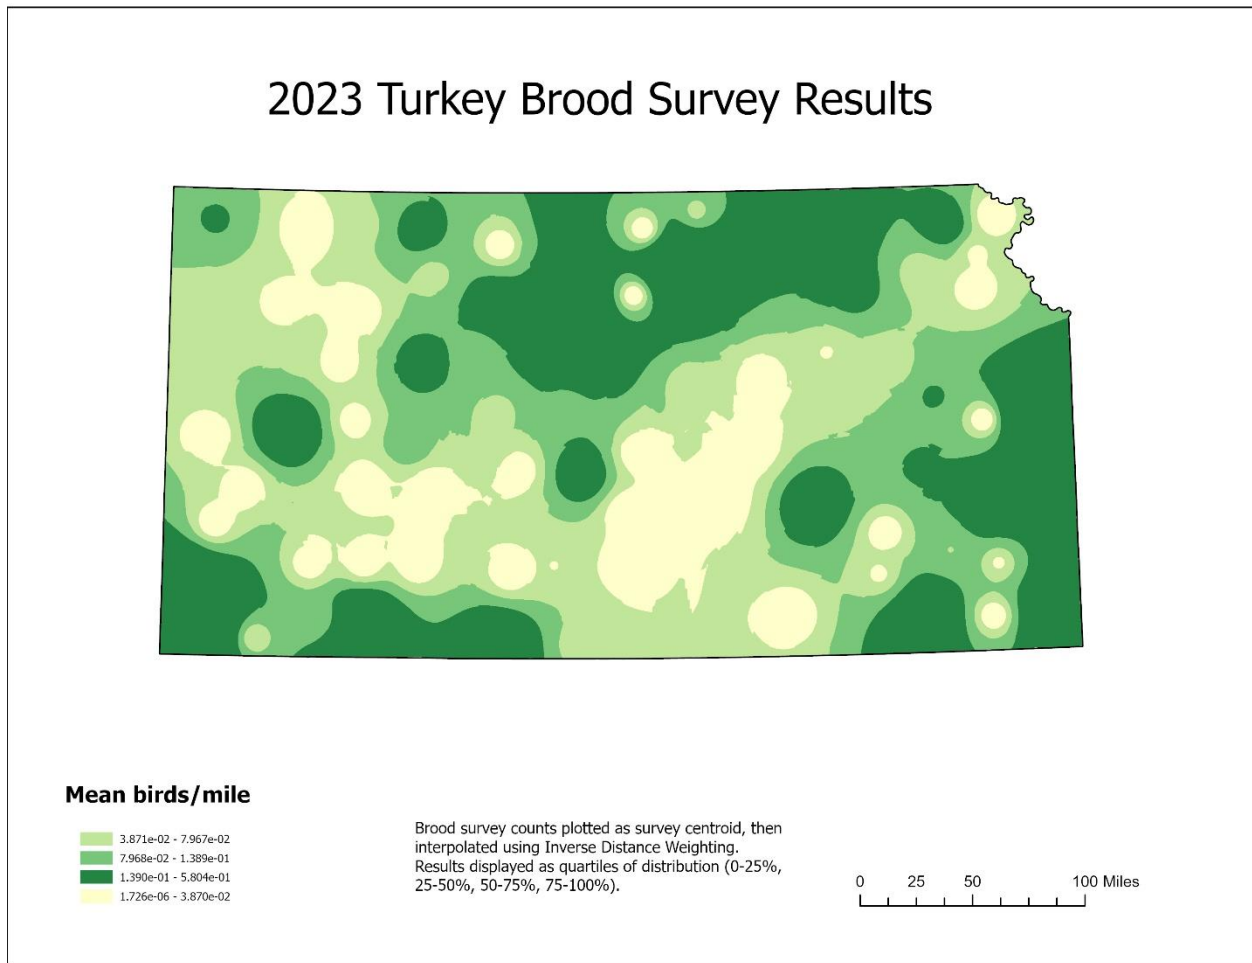 2023 Turkey Brood Survey Results
Mean birds/mile
3.871e-02 - 7.967e-02
7.968e-02 - 1.389e-01
1.390e-01 - 5.804e-01
1.726e-06 - 3.870e-02
Brood survey counts plotted as survey centroid, then
interpolated using Inverse Distance Weighting.
Results displayed as quartiles of distribution (0-25%,
25-50%, 50-75%, 75-100%).
0 25 50 100 Miles